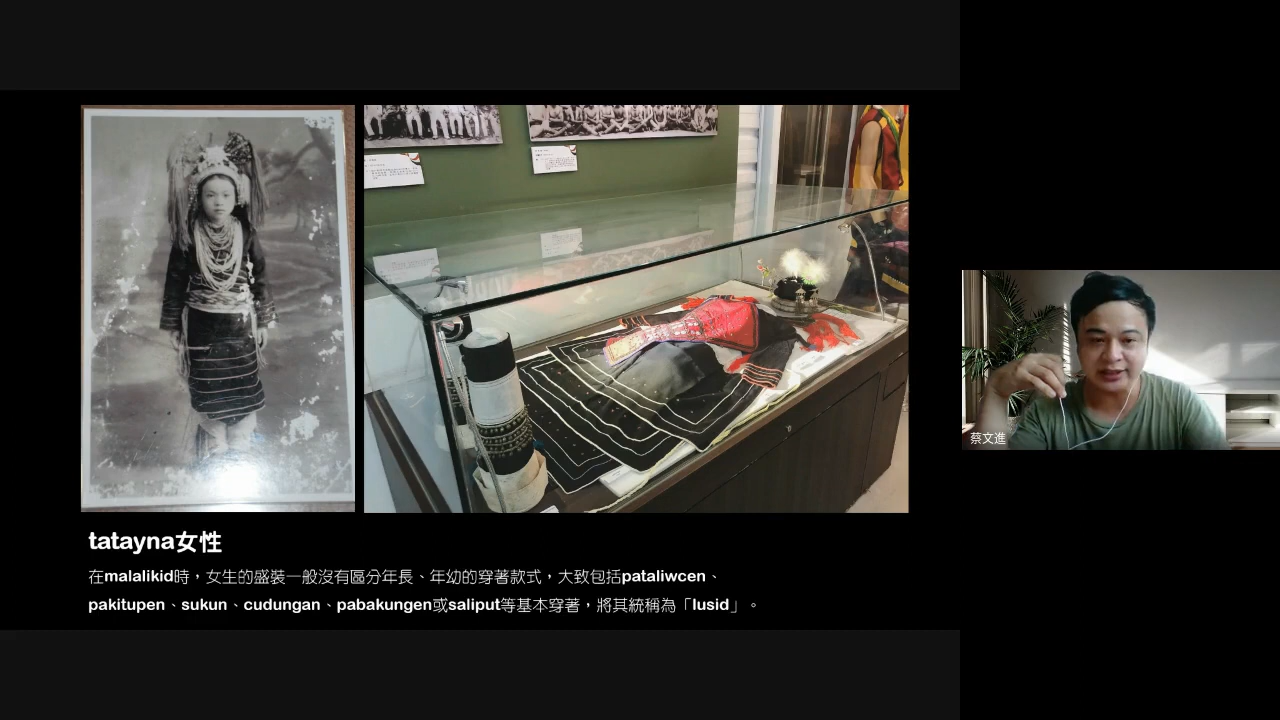 tatayna女性
在malalikid時，女生的盛裝一般沒有區分年長、年幼的穿著款式，大致包括pataliwcen、
pakitupen、sukun、cudungan、pabakungen或saliput等基本穿著，將其統稱為「lusid」。
蔡文進